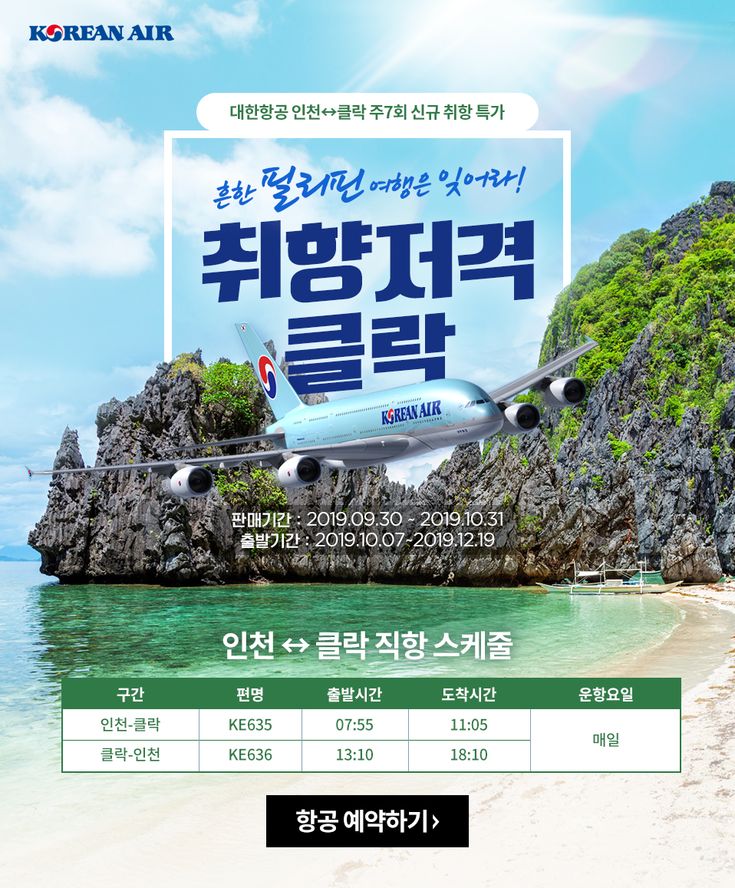 KOREAN AIR
대한항공 인천↔클락 주7회 신규 취항 특가
흔한 필리핀 여행은 잊어라!
취향저격
클락
KOREAN AIR
판매기간 : 2019.09.30 ~ 2019.10.31
출발기간 : 2019.10.07-2019.12.19
인천 ↔ 클락 직항 스케줄
구간 편명 출발시간 도착시간 운항요일
인천-클락 KE635 07:55 11:05 매일
클락-인천 KE636 13:10 18:10
항공 예약하기 ›